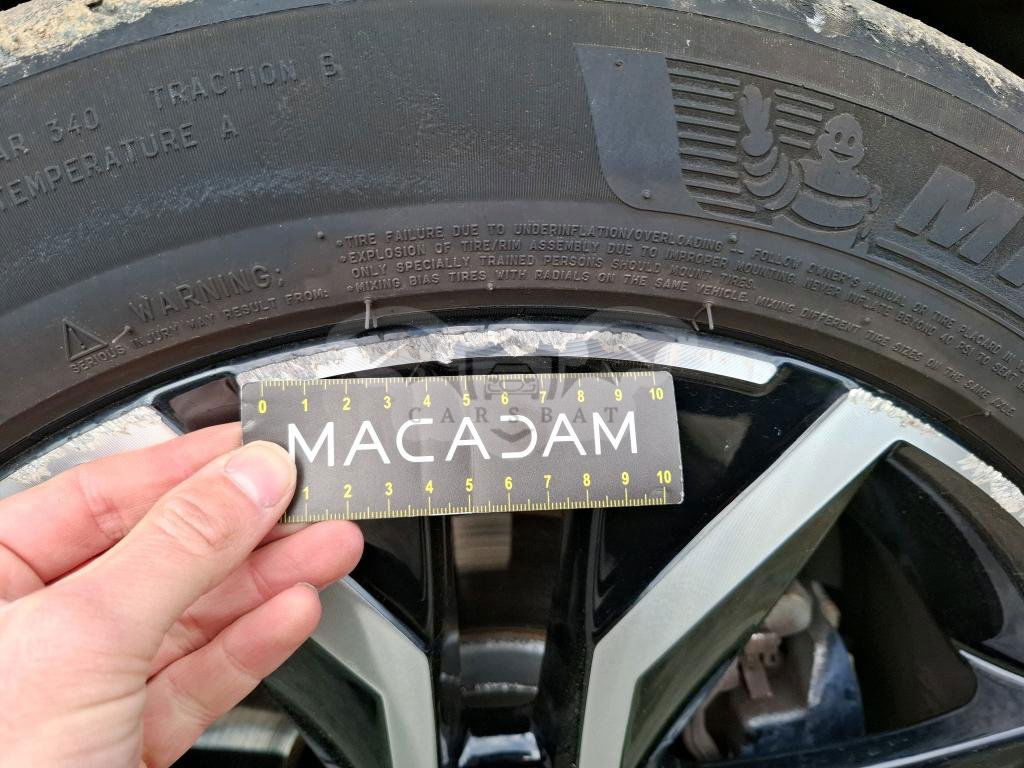 AR 340 TRACTION B
TEMPERATURE A
MI
WARNING:
SERIOUS INJURY MAY RESULT FROM:
•TIRE FAILURE DUE TO UNDERINFLATION/OVERLOADING - FOLLOW OWNER'S MANUAL OR TIRE PLACARD IN
•EXPLOSION OF TIRE/RIM ASSEMBLY DUE TO IMPROPER MOUNTING. NEVER INFLATE BEYOND 40 PSI TO SEAT
ONLY SPECIALLY TRAINED PERSONS SHOULD MOUNT TIRES.
•MIXING BIAS TIRES WITH RADIALS ON THE SAME VEHICLE. MIXING DIFFERENT TIRE SIZES ON THE SAME AXLE.
0 1 2 3 4 5 6 7 8 9 10
CARSBAT
MACADAM
1 2 3 4 5 6 7 8 9 10